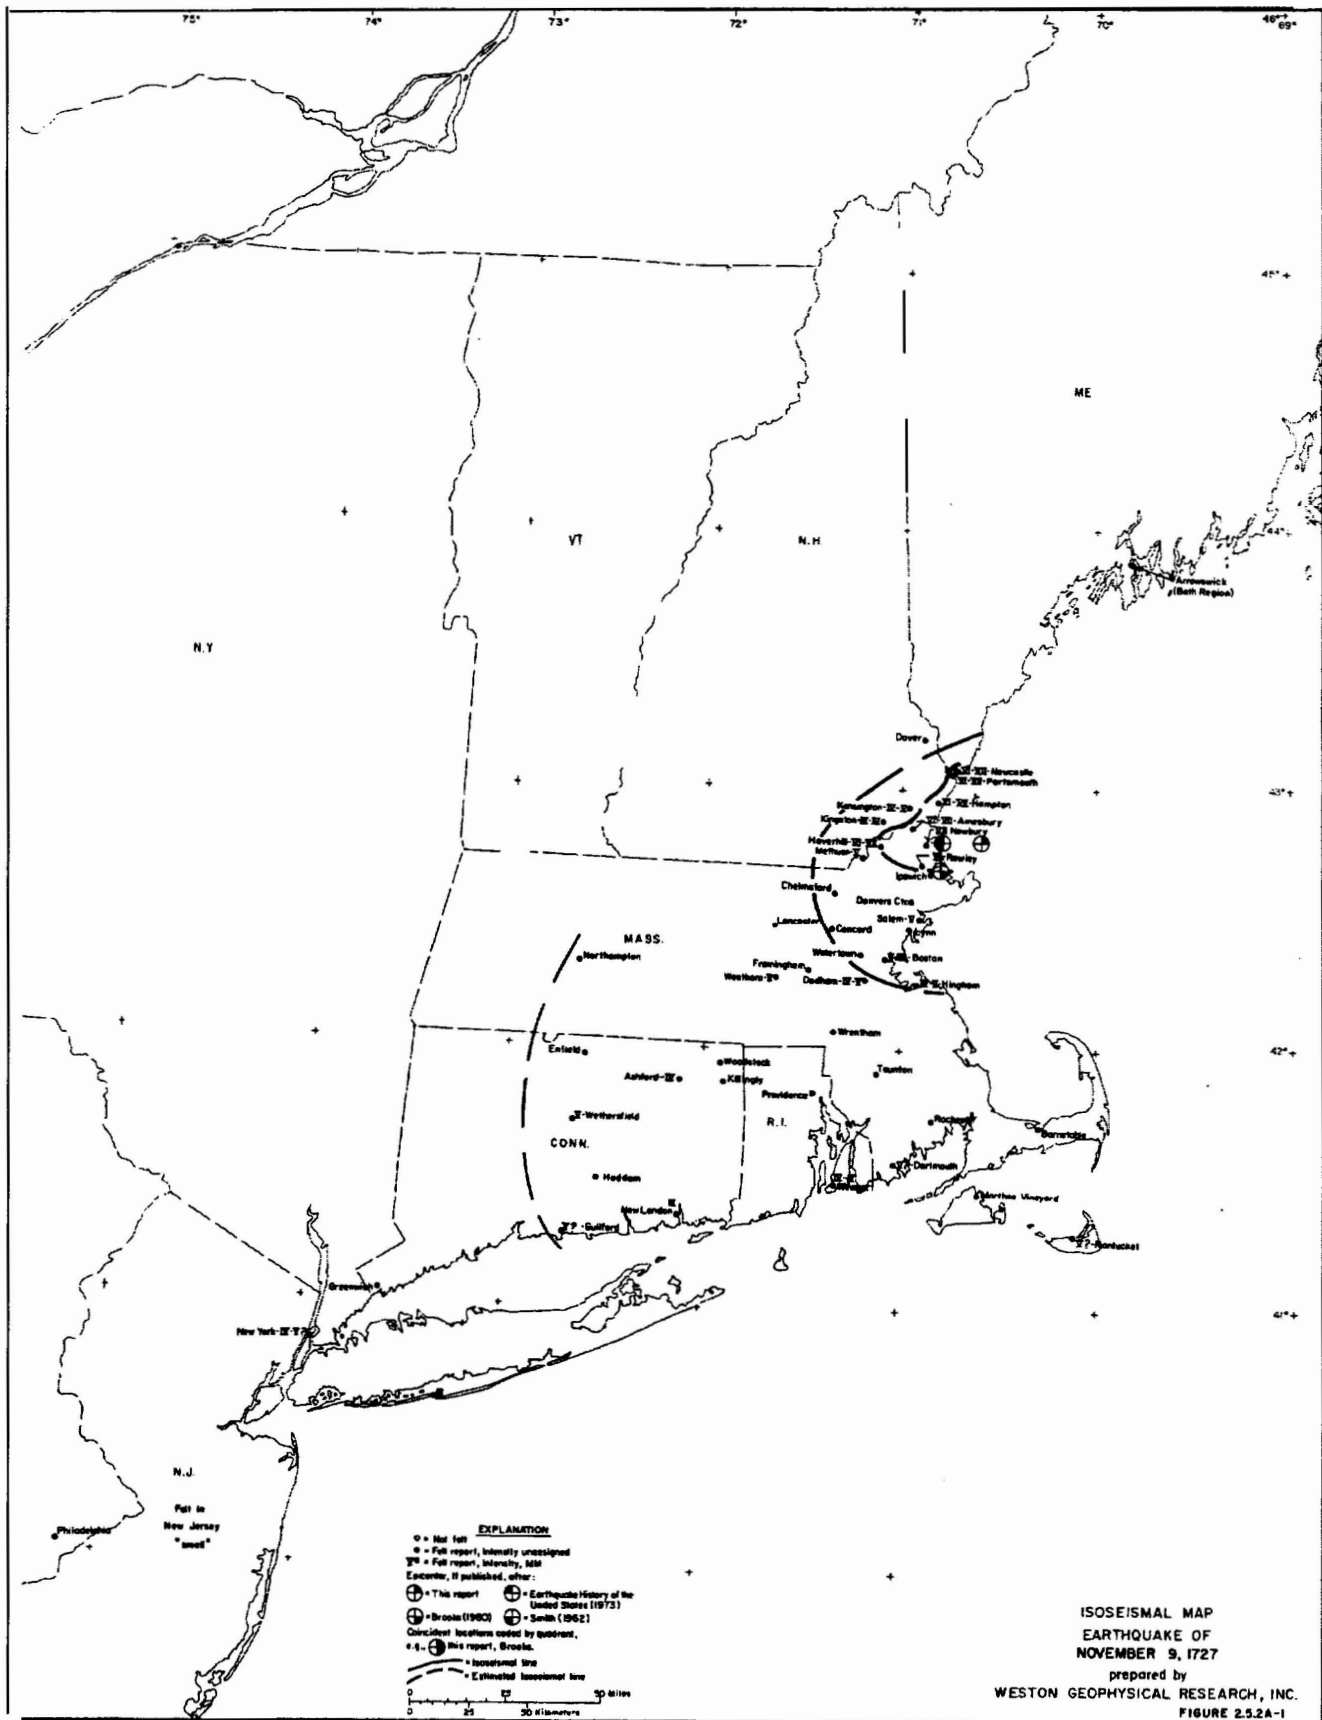 75°
74°
73°
72°
71°
70°
46°
69°
45°
ME
44°
VT
N.H.
Arrowswick
(Bath Region)
N.Y
Dover
Newcastle
Portsmouth
43°
Hampton
Kensington-IV-V
Kingston
Amesbury
Newbury
Haverhill
Methuen
Rowley
Ipswich
Chelmsford
Danvers Ctre
Salem-V
Lancaster
Concord
Lynn
MASS.
Northampton
Watertown
Boston
Framingham
Dedham-IV-V
Hingham
Wrentham
42°
Enfield
Woodstock
Taunton
Ashford-IV
Killingly
Providence
V-Wethersfield
R.I.
Barnstable
CONN.
V?-Dartmouth
Haddam
Marthas Vineyard
New London
V?-Guilford
V?-Nantucket
Greenwich
41°
New York-IV-V?
N.J.
Felt in
New Jersey
"small"
Philadelphia
EXPLANATION
= Not felt
= Felt report, intensity unassigned
= Felt report, Intensity, MM
Epicenter, If published, after:
= This report
= Earthquake History of the
United States (1973)
= Brooks (1960)
= Smith (1962)
Coincident locations coded by quadrant,
e.g., this report, Brooks.
= Isoseismal line
= Estimated isoseismal line
0 25 50 Miles
0 25 50 Kilometers
ISOSEISMAL MAP
EARTHQUAKE OF
NOVEMBER 9, 1727
prepared by
WESTON GEOPHYSICAL RESEARCH, INC.
FIGURE 2.5.2A-1